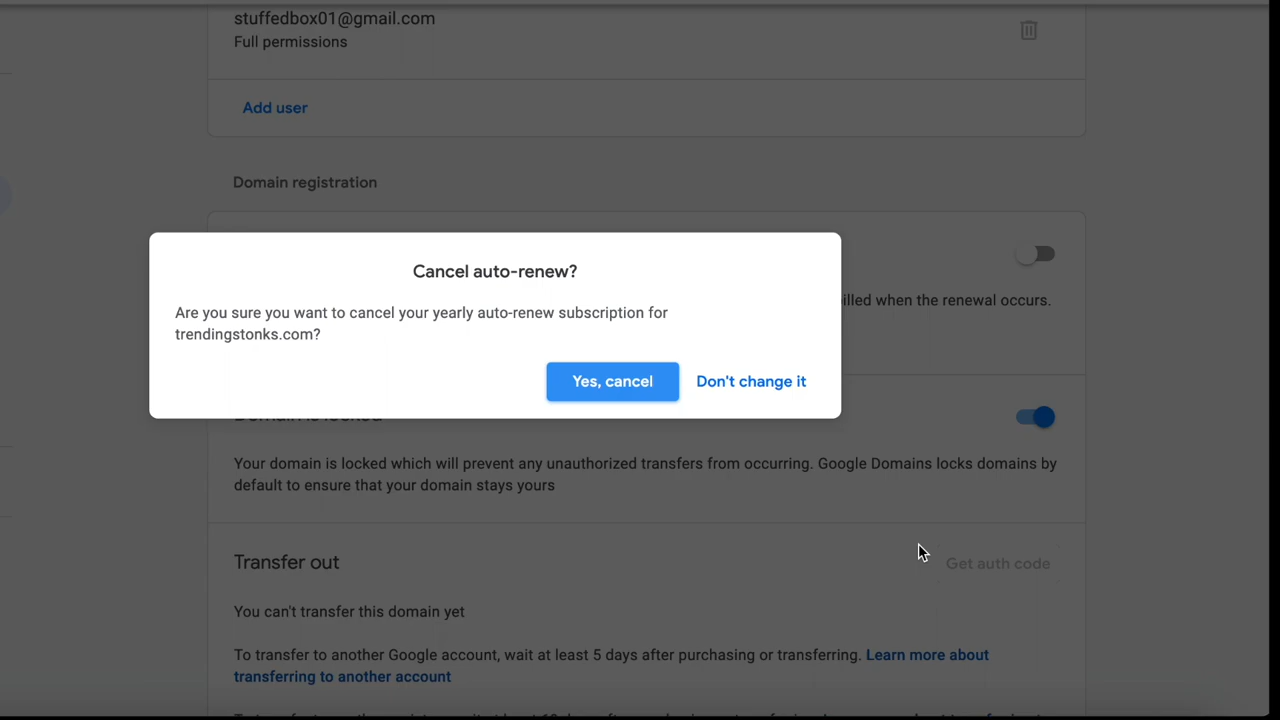 stuffedbox01@gmail.com
Full permissions
Add user
Domain registration
Cancel auto-renew?
Are you sure you want to cancel your yearly auto-renew subscription for
trendingstonks.com?
illed when the renewal occurs.
Yes, cancel Don't change it
Domain is locked
Your domain is locked which will prevent any unauthorized transfers from occurring. Google Domains locks domains by
default to ensure that your domain stays yours
Transfer out
Get auth code
You can't transfer this domain yet
To transfer to another Google account, wait at least 5 days after purchasing or transferring. Learn more about
transferring to another account